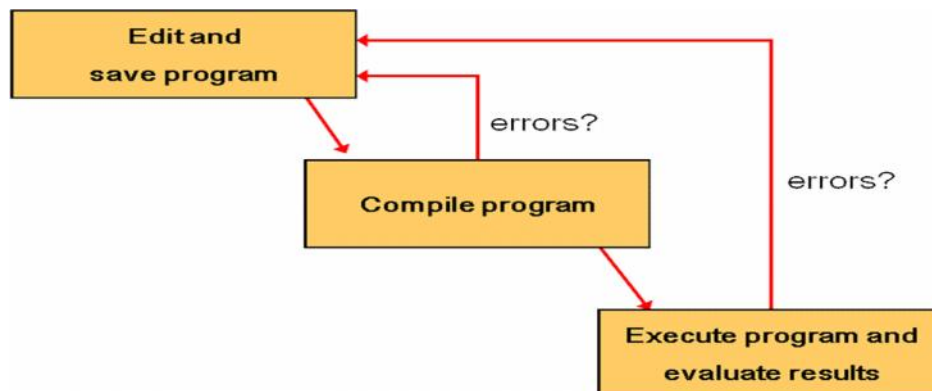 Edit and
save program
errors?
Compile program
errors?
Execute program and
evaluate results